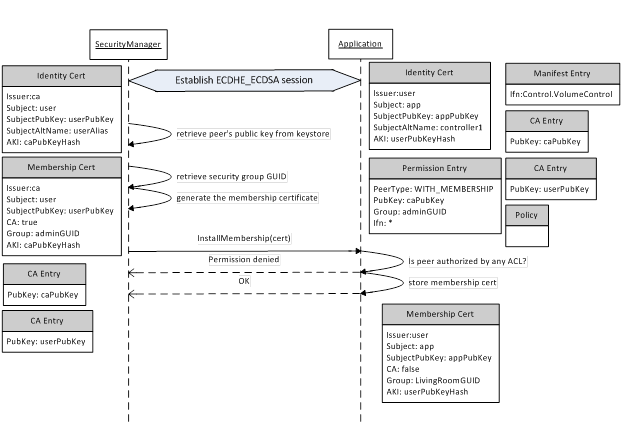 SecurityManager
Application
Establish ECDHE_ECDSA session
Identity Cert
Issuer:ca
Subject: user
SubjectPubKey: userPubKey
SubjectAltName: userAlias
AKI: caPubKeyHash
Membership Cert
Issuer:ca
Subject: user
SubjectPubKey: userPubKey
CA: true
Group: adminGUID
AKI: caPubKeyHash
CA Entry
PubKey: caPubKey
CA Entry
PubKey: userPubKey
retrieve peer's public key from keystore
retrieve security group GUID
generate the membership certificate
InstallMembership(cert)
Permission denied
OK
Is peer authorized by any ACL?
store membership cert
Identity Cert
Issuer:user
Subject: app
SubjectPubKey: appPubKey
SubjectAltName: controller1
AKI: userPubKeyHash
Manifest Entry
Ifn:Control.VolumeControl
CA Entry
PubKey: caPubKey
Permission Entry
PeerType: WITH_MEMBERSHIP
PubKey: caPubKey
Group: adminGUID
Ifn: *
CA Entry
PubKey: userPubKey
Policy
Membership Cert
Issuer:user
Subject: app
SubjectPubKey: appPubKey
CA: false
Group: LivingRoomGUID
AKI: userPubKeyHash